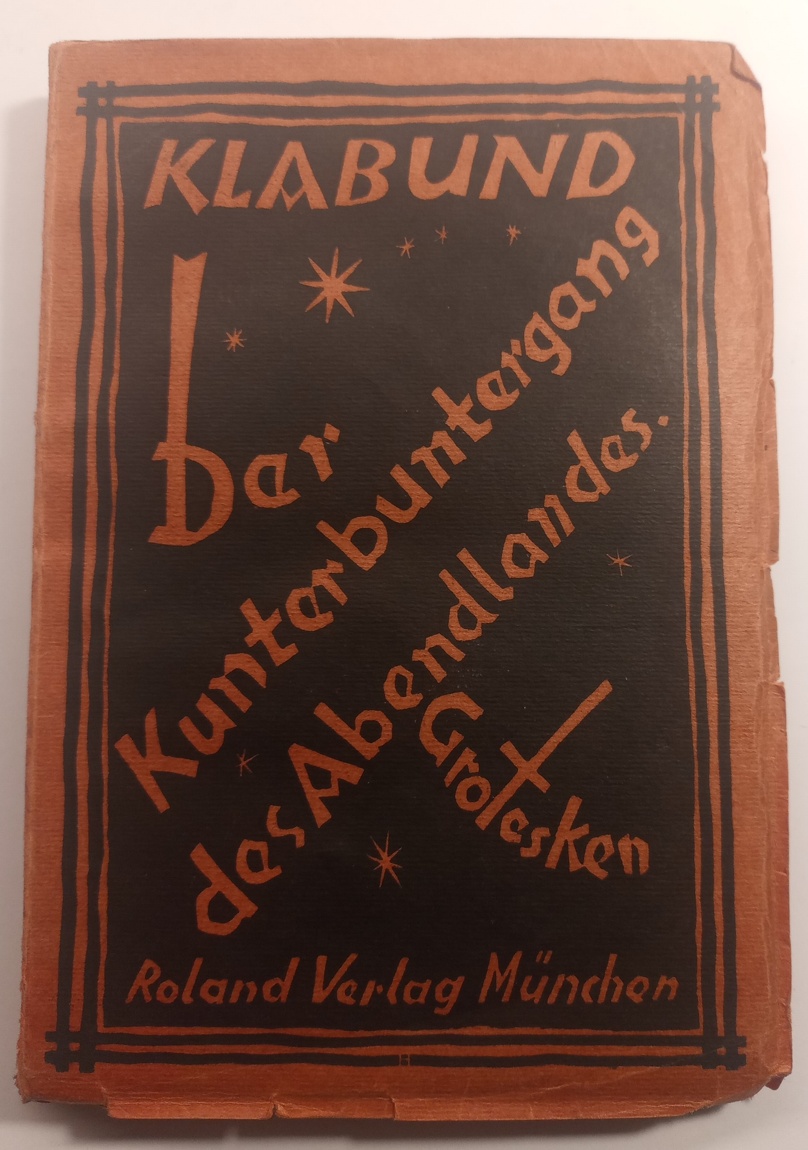 KLABUND
Der
Kunterbuntergang
des Abendlandes.
Grotesken
Roland Verlag München